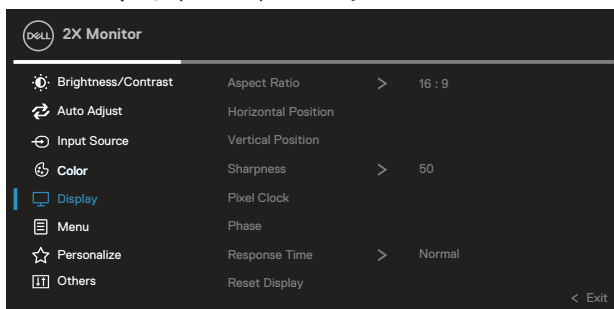 DELL 2X Monitor
Brightness/Contrast Aspect Ratio > 16 : 9
Auto Adjust Horizontal Position
Input Source Vertical Position
Color Sharpness > 50
Display Pixel Clock
Menu Phase
Personalize Response Time > Normal
Others Reset Display
< Exit